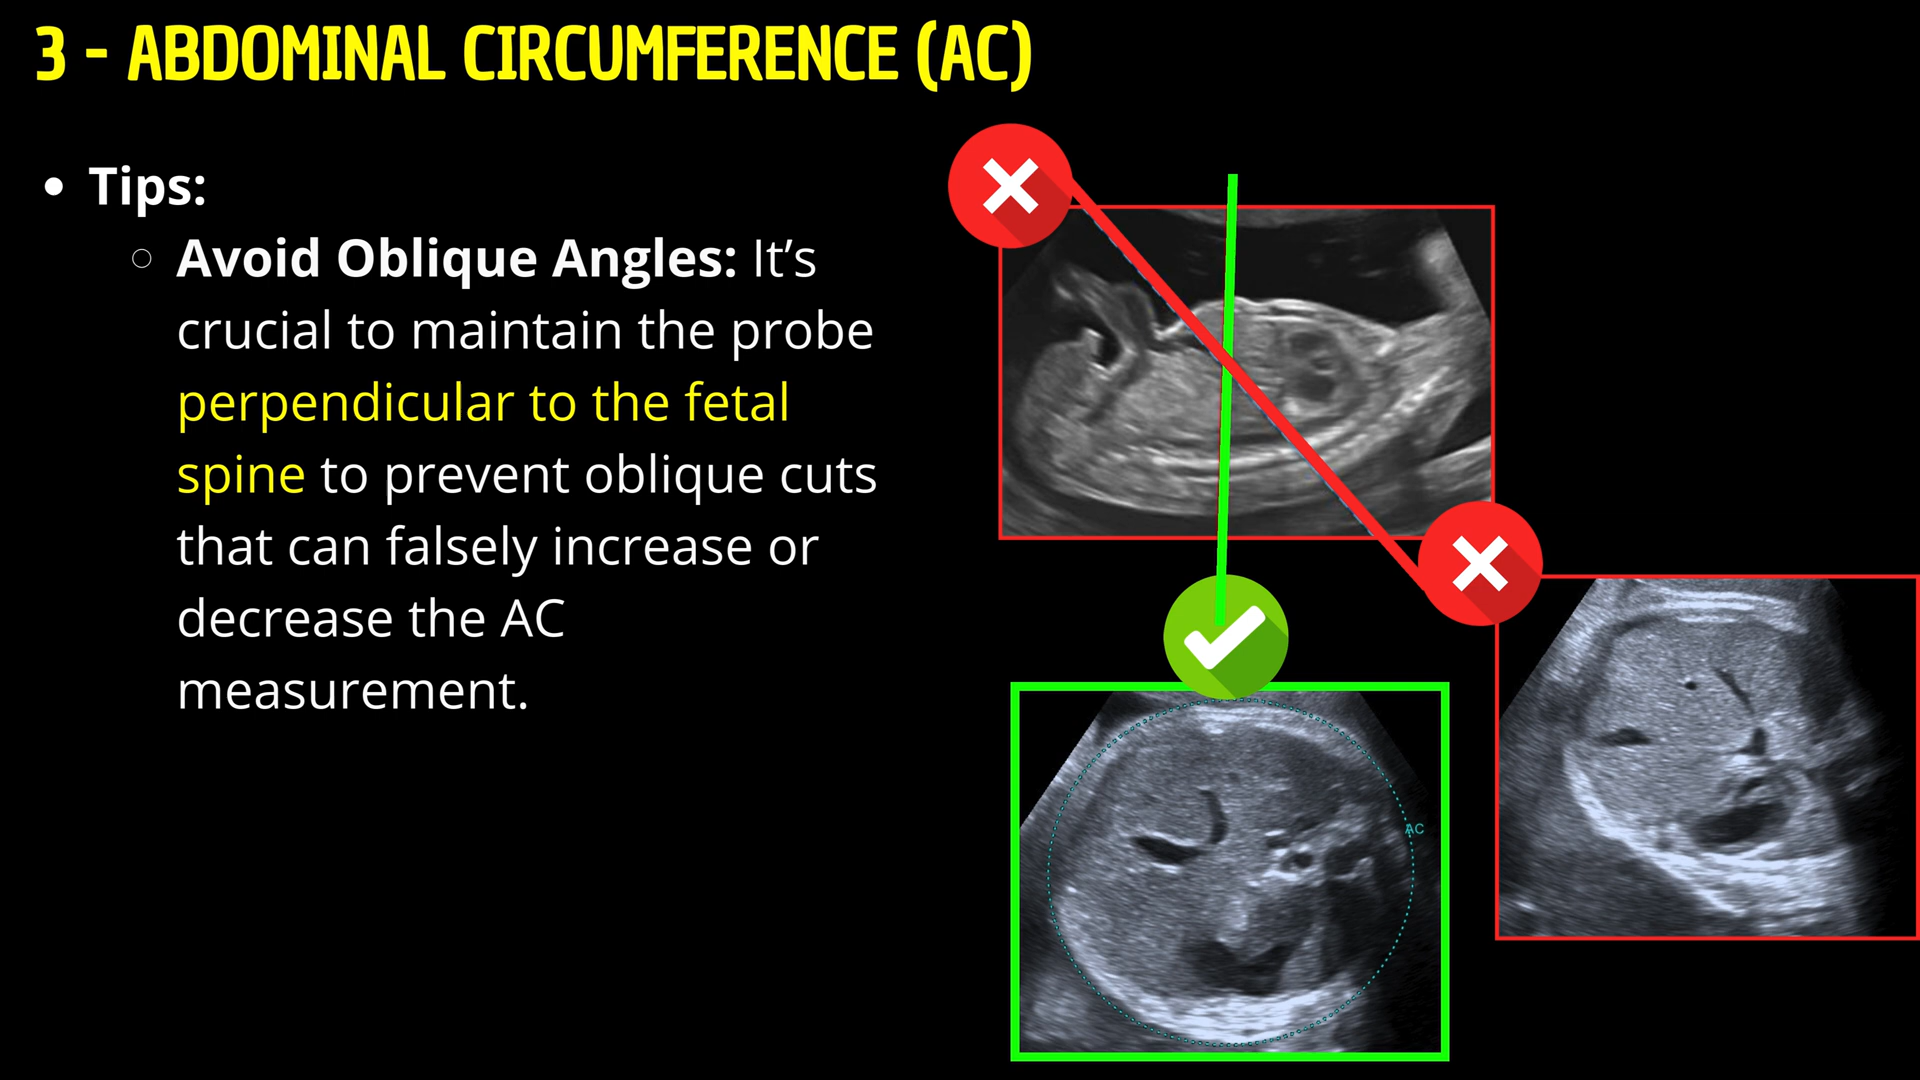 3 - ABDOMINAL CIRCUMFERENCE (AC)
• Tips:
○ Avoid Oblique Angles: It’s
crucial to maintain the probe
perpendicular to the fetal
spine to prevent oblique cuts
that can falsely increase or
decrease the AC
measurement.
AC